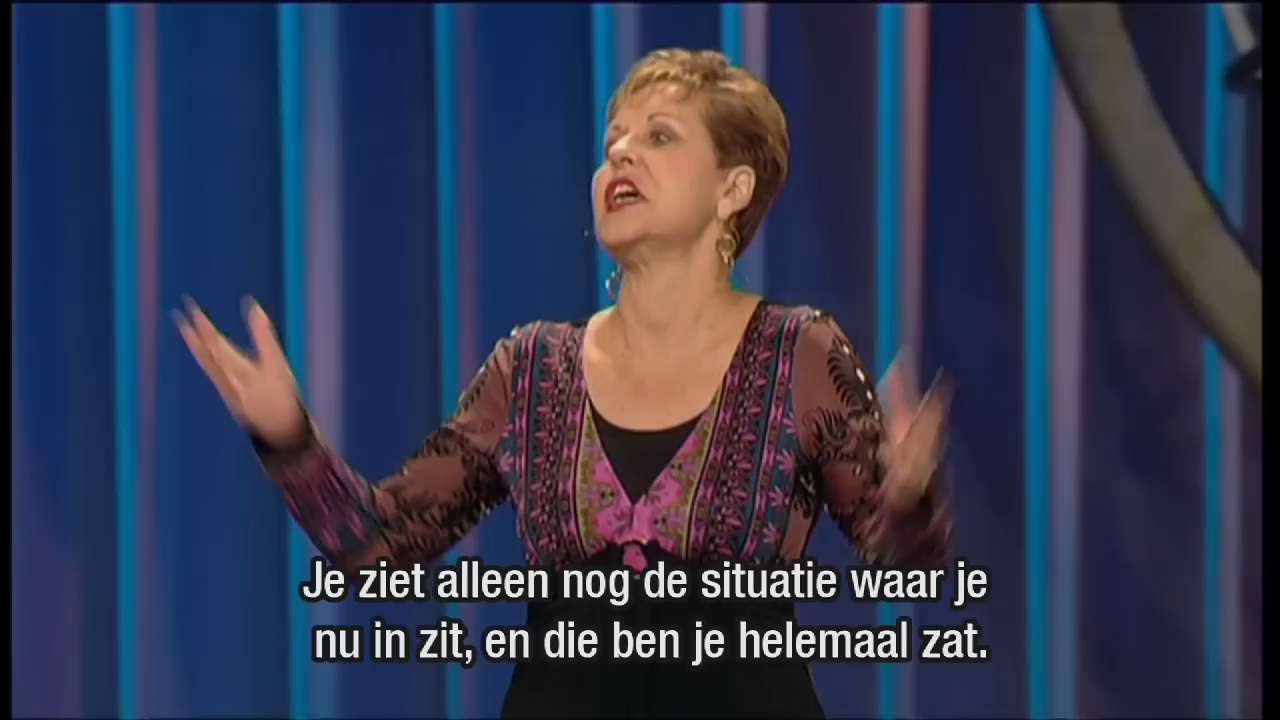 Je ziet alleen nog de situatie waar je
nu in zit, en die ben je helemaal zat.